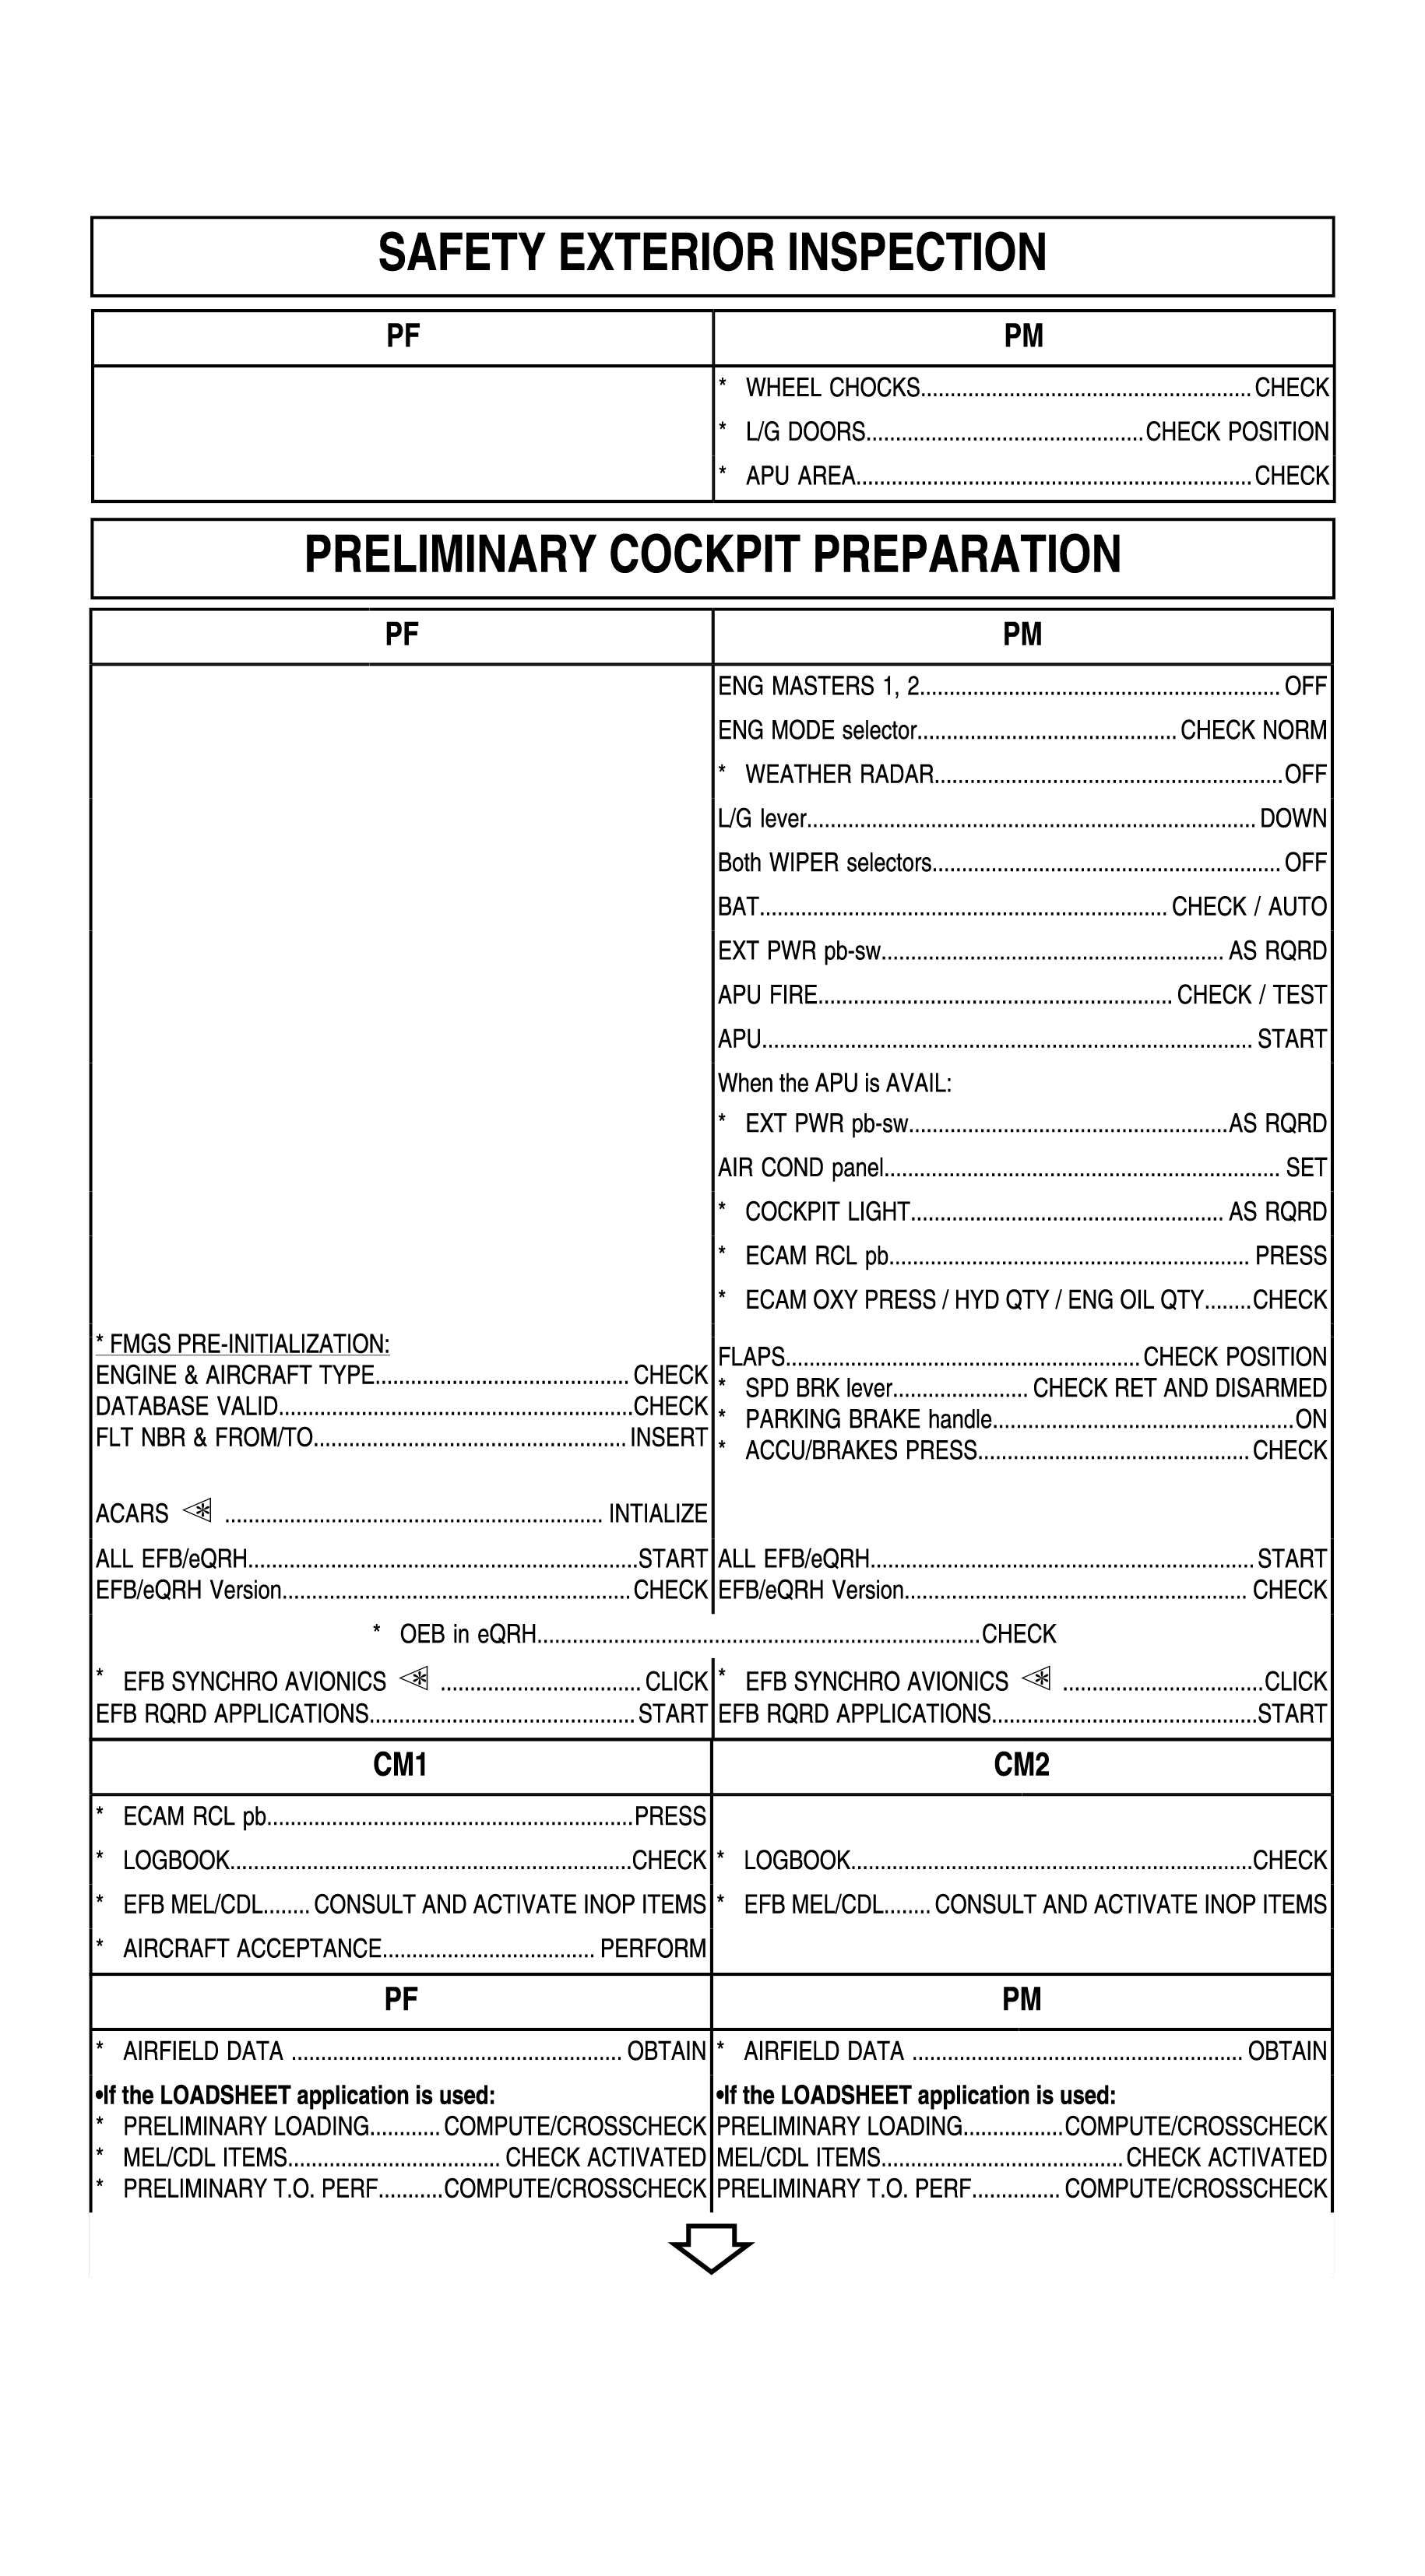 SAFETY EXTERIOR INSPECTION
PF PM
* WHEEL CHOCKS........................................................CHECK
* L/G DOORS...............................................CHECK POSITION
* APU AREA...................................................................CHECK
PRELIMINARY COCKPIT PREPARATION
PF PM
ENG MASTERS 1, 2............................................................. OFF
ENG MODE selector............................................ CHECK NORM
* WEATHER RADAR...........................................................OFF
L/G lever............................................................................ DOWN
Both WIPER selectors........................................................... OFF
BAT..................................................................... CHECK / AUTO
EXT PWR pb-sw.......................................................... AS RQRD
APU FIRE............................................................ CHECK / TEST
APU................................................................................... START
When the APU is AVAIL:
* EXT PWR pb-sw......................................................AS RQRD
AIR COND panel................................................................... SET
* COCKPIT LIGHT..................................................... AS RQRD
* ECAM RCL pb............................................................. PRESS
* ECAM OXY PRESS / HYD QTY / ENG OIL QTY........CHECK
* FMGS PRE-INITIALIZATION:
ENGINE & AIRCRAFT TYPE........................................... CHECK
DATABASE VALID............................................................CHECK
FLT NBR & FROM/TO..................................................... INSERT
FLAPS............................................................ CHECK POSITION
* SPD BRK lever....................... CHECK RET AND DISARMED
* PARKING BRAKE handle...................................................ON
* ACCU/BRAKES PRESS.............................................. CHECK
ACARS ................................................................ INTIALIZE
ALL EFB/eQRH..................................................................START
EFB/eQRH Version........................................................... CHECK
ALL EFB/eQRH................................................................. START
EFB/eQRH Version.......................................................... CHECK
* OEB in eQRH...........................................................................CHECK
* EFB SYNCHRO AVIONICS .................................. CLICK
EFB RQRD APPLICATIONS............................................. START
* EFB SYNCHRO AVIONICS ..................................CLICK
EFB RQRD APPLICATIONS.............................................START
CM1 CM2
* ECAM RCL pb..............................................................PRESS
* LOGBOOK....................................................................CHECK
* LOGBOOK....................................................................CHECK
* EFB MEL/CDL........ CONSULT AND ACTIVATE INOP ITEMS
* EFB MEL/CDL........ CONSULT AND ACTIVATE INOP ITEMS
* AIRCRAFT ACCEPTANCE.................................... PERFORM
PF PM
* AIRFIELD DATA ........................................................ OBTAIN
* AIRFIELD DATA ........................................................ OBTAIN
•If the LOADSHEET application is used:
* PRELIMINARY LOADING............ COMPUTE/CROSSCHECK
* MEL/CDL ITEMS.................................... CHECK ACTIVATED
* PRELIMINARY T.O. PERF...........COMPUTE/CROSSCHECK
•If the LOADSHEET application is used:
PRELIMINARY LOADING.................COMPUTE/CROSSCHECK
MEL/CDL ITEMS......................................... CHECK ACTIVATED
PRELIMINARY T.O. PERF............... COMPUTE/CROSSCHECK